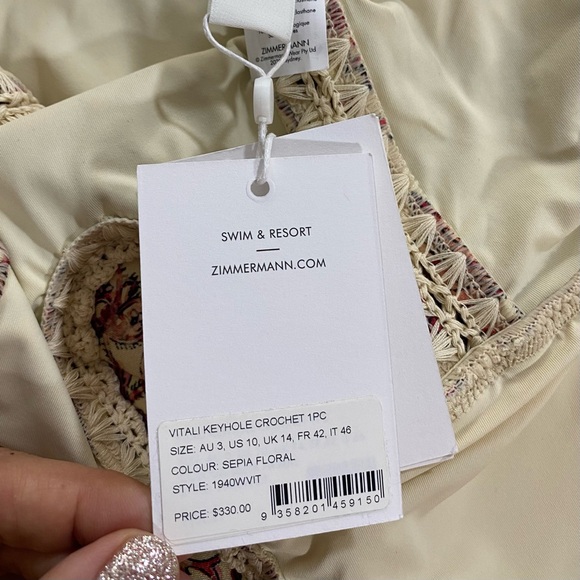 ZIMMERMANN
SWIM & RESORT
ZIMMERMANN.COM
VITALI KEYHOLE CROCHET 1PC
SIZE: AU 3, US 10, UK 14, FR 42, IT 46
COLOUR: SEPIA FLORAL
STYLE: 1940WVIT
PRICE: $330.00
9 358201 459150